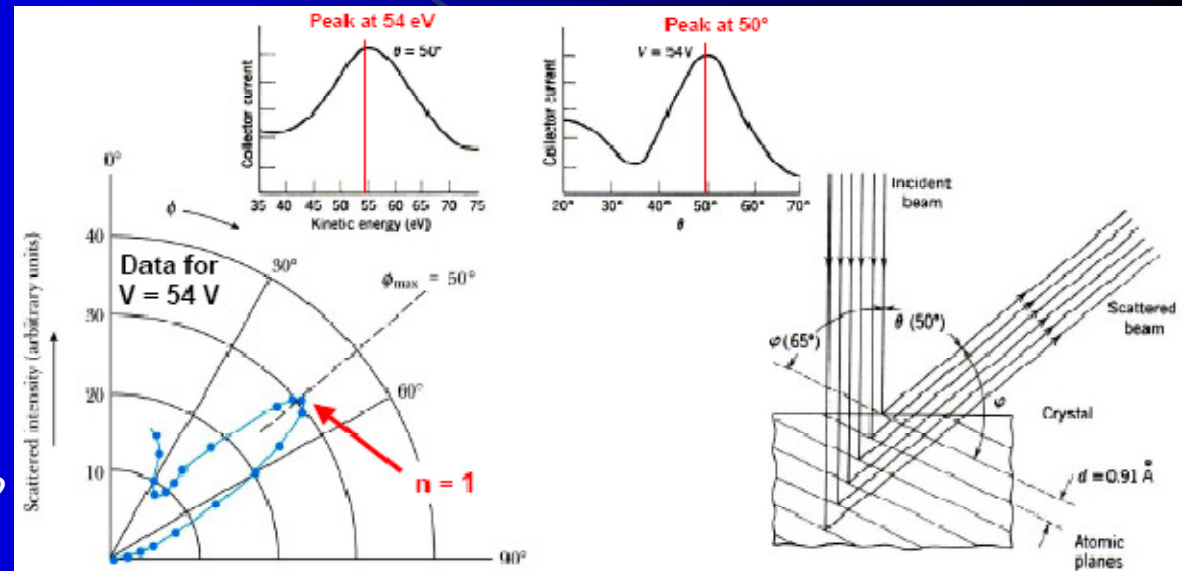 Peak at 54 eV
θ = 50°
Collector current
35 40 45 50 55 60 65 70 75
Kinetic energy (eV)
Peak at 50°
V = 54V
Collector current
20° 30° 40° 50° 60° 70°
θ
0°
ϕ
40
30
20
10
Scattered intensity (arbitrary units)
Data for
V = 54 V
30°
ϕmax = 50°
60°
90°
n = 1
Incident
beam
θ (50°)
φ (65°)
Scattered
beam
φ
Crystal
d = 0.91 Å
Atomic
planes
?